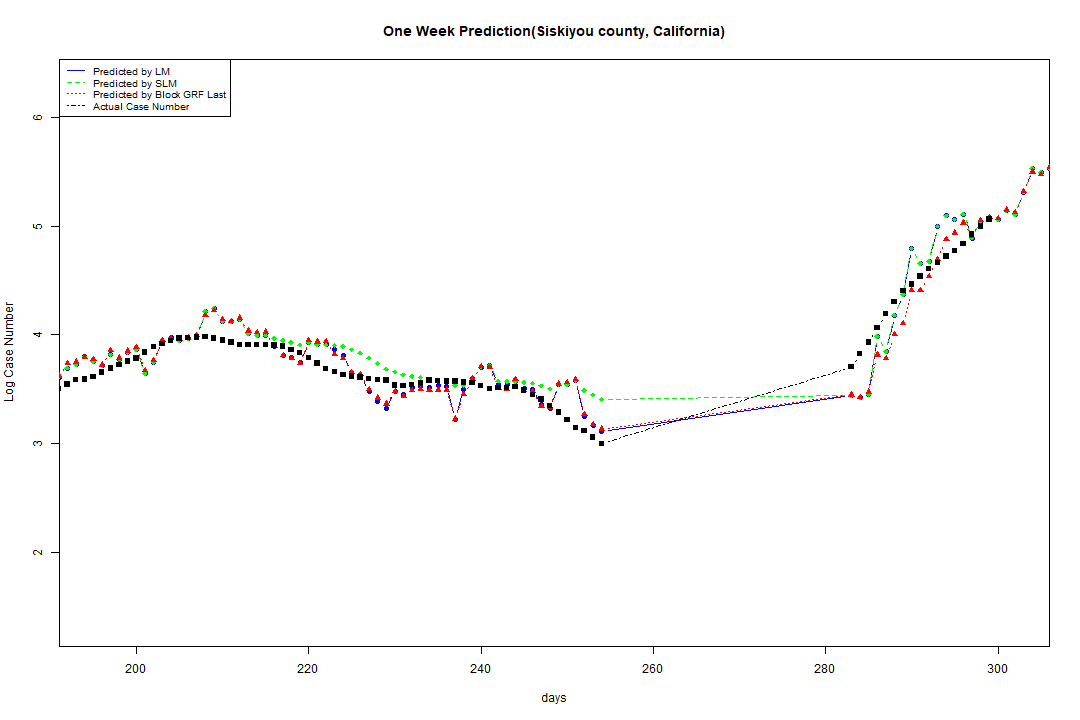 One Week Prediction(Siskiyou county, California)
Predicted by LM
Predicted by SLM
Predicted by Block GRF Last
Actual Case Number
6
5
4
3
2
Log Case Number
200
220
240
260
280
300
days